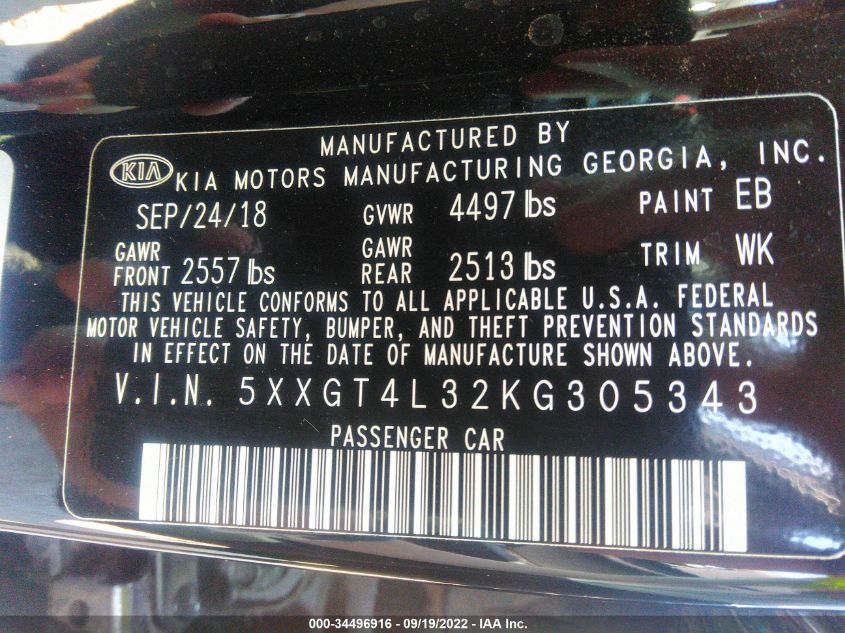 MANUFACTURED BY
KIA KIA MOTORS MANUFACTURING GEORGIA, INC.
SEP/24/18 GVWR 4497 lbs PAINT EB
GAWR FRONT 2557 lbs GAWR REAR 2513 lbs TRIM WK
THIS VEHICLE CONFORMS TO ALL APPLICABLE U.S.A. FEDERAL
MOTOR VEHICLE SAFETY, BUMPER, AND THEFT PREVENTION STANDARDS
IN EFFECT ON THE DATE OF MANUFACTURE SHOWN ABOVE.
V.I.N. 5XXGT4L32KG305343
PASSENGER CAR
000-34496916 - 09/19/2022 - IAA Inc.